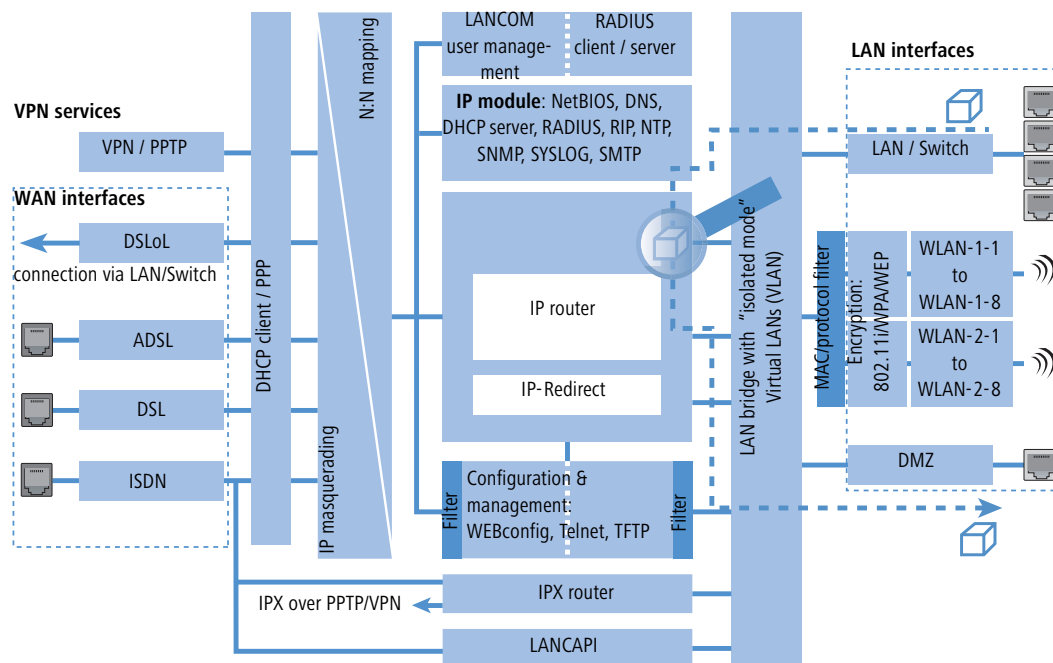 LANCOM
user manage-
ment
RADIUS
client / server
LAN interfaces
VPN services
VPN / PPTP
N:N mapping
IP module: NetBIOS, DNS,
DHCP server, RADIUS, RIP, NTP,
SNMP, SYSLOG, SMTP
LAN / Switch
WAN interfaces
DSLoL
connection via LAN/Switch
ADSL
DSL
ISDN
DHCP client / PPP
IP masquerading
IP router
IP-Redirect
LAN bridge with "isolated mode"
Virtual LANs (VLAN)
MAC/protocol filter
Encryption:
802.11i/WPA/WEP
WLAN-1-1
to
WLAN-1-8
WLAN-2-1
to
WLAN-2-8
DMZ
Filter
Configuration &
management:
WEBconfig, Telnet, TFTP
Filter
IPX over PPTP/VPN
IPX router
LANCAPI